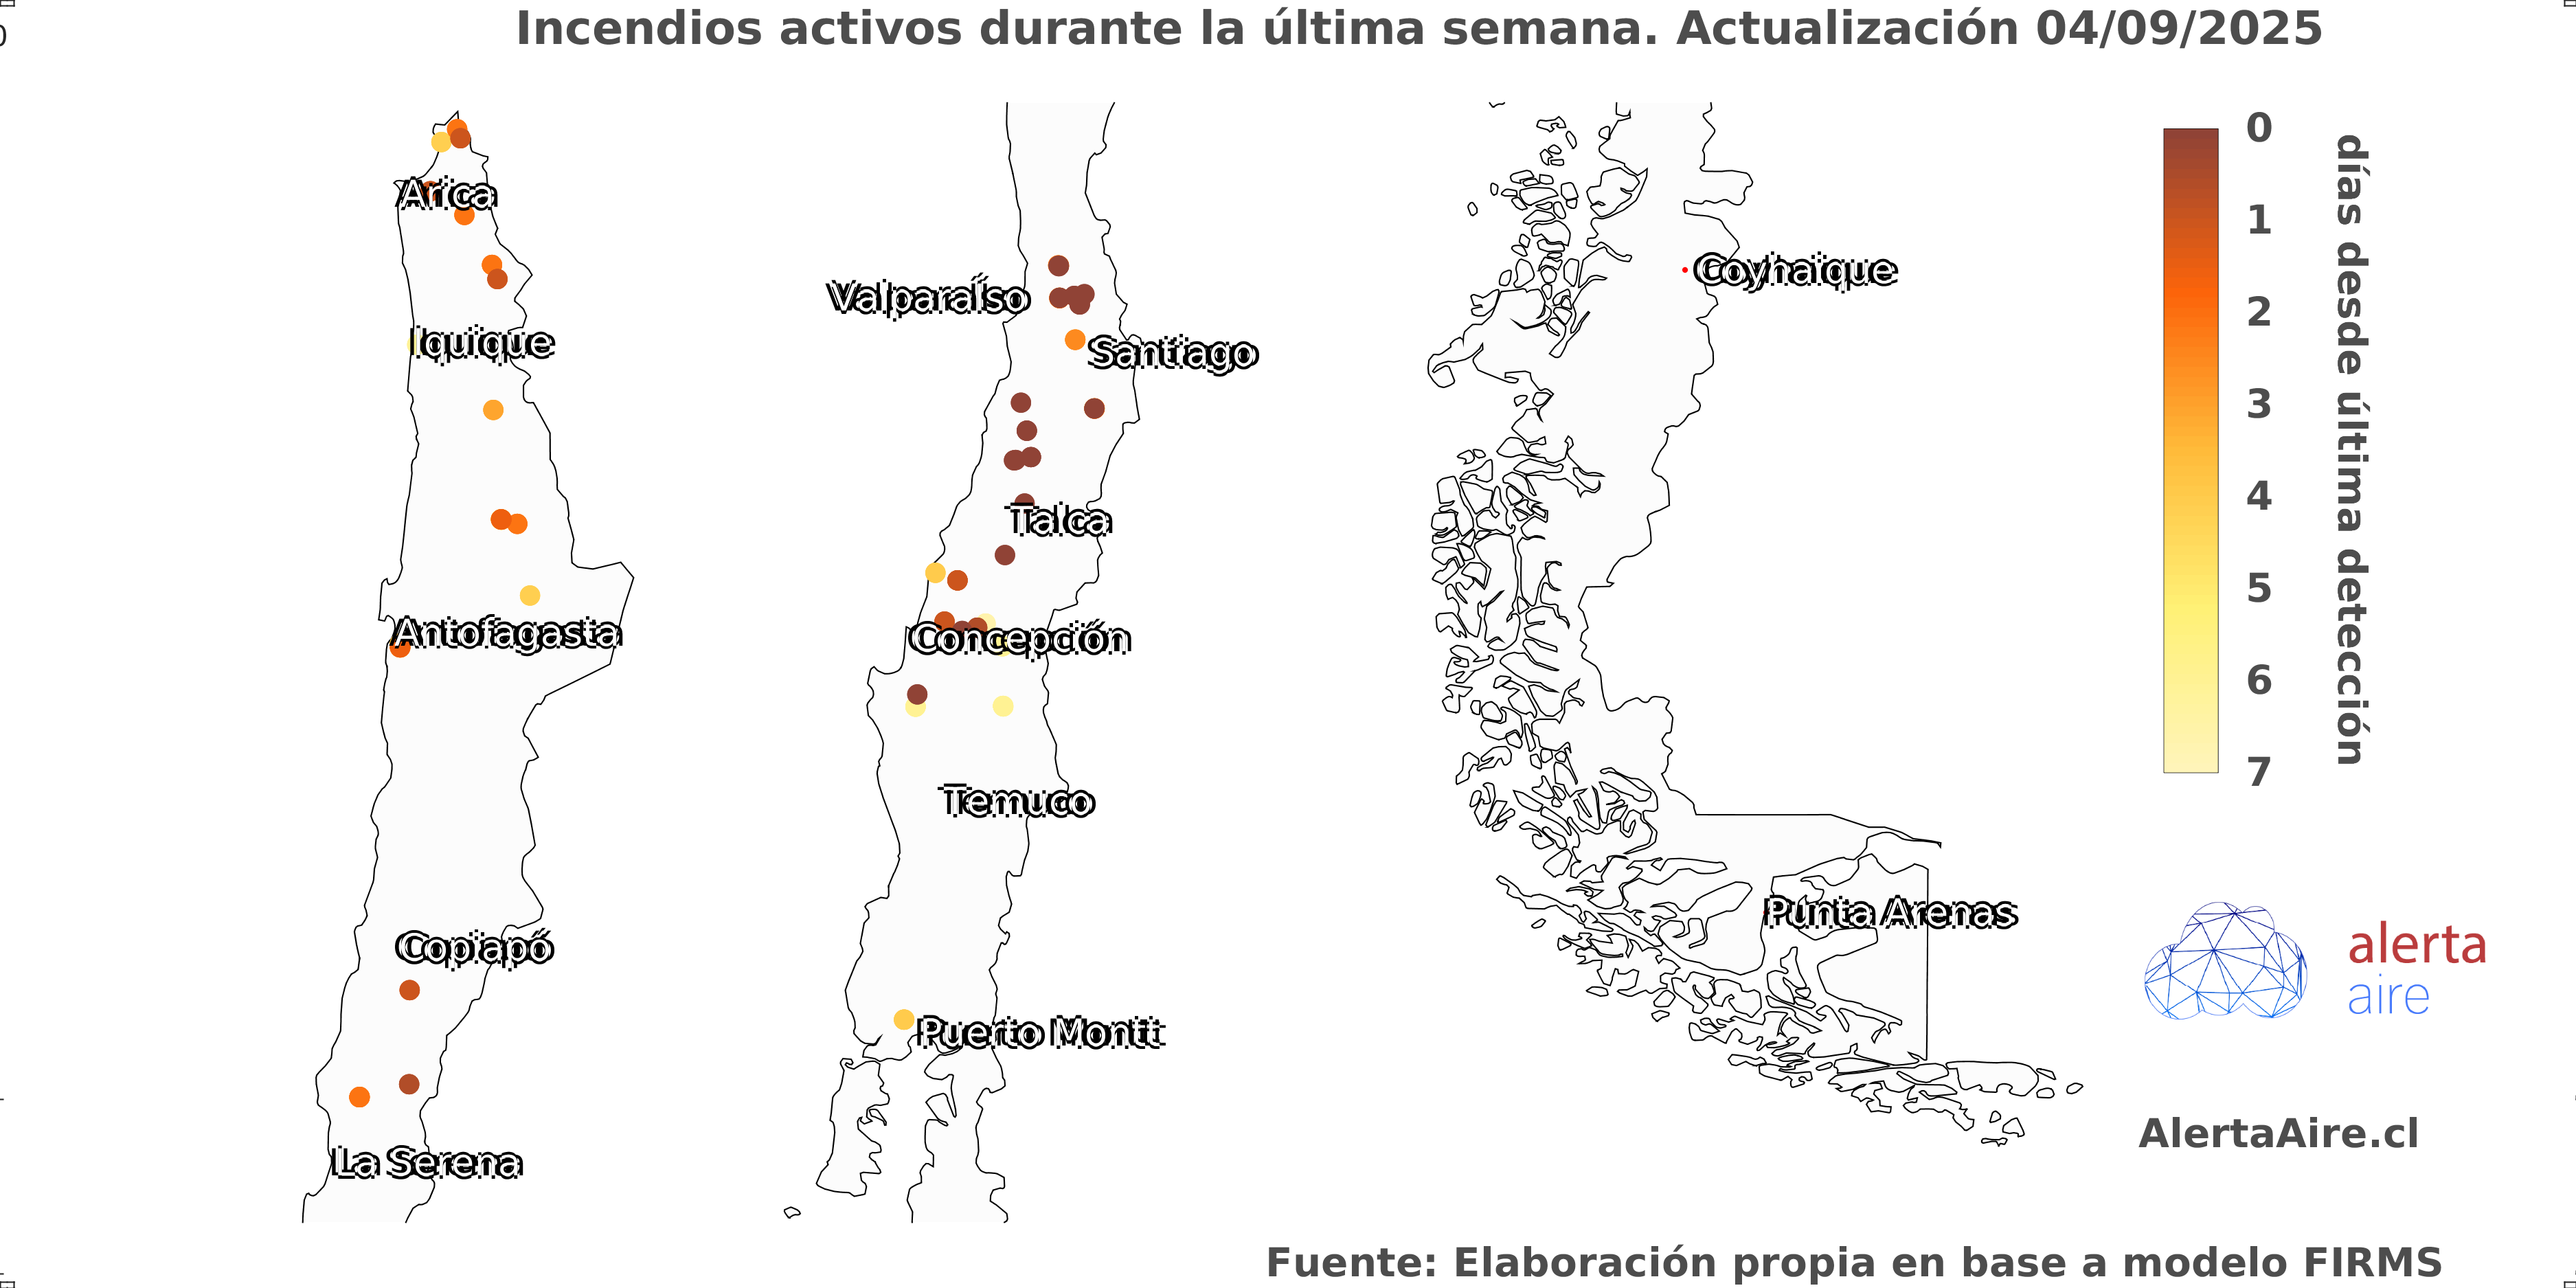 Incendios activos durante la última semana. Actualización 04/09/2025
0
Arica
Iquique
Antofagasta
Copiapó
La Serena
Valparaíso
Santiago
Talca
Concepción
Temuco
Puerto Montt
Coyhaique
Punta Arenas
0
1
2
3
4
5
6
7
días desde última detección
alerta
aire
AlertaAire.cl
Fuente: Elaboración propia en base a modelo FIRMS